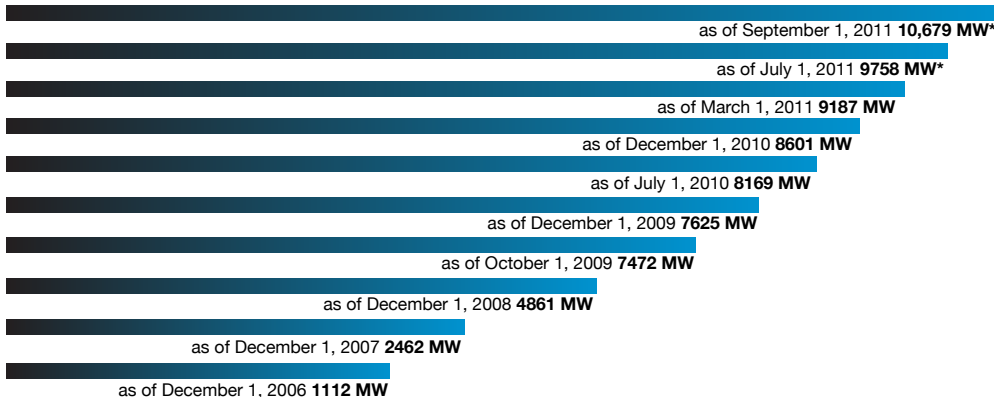 as of September 1, 2011 10,679 MW*
as of July 1, 2011 9758 MW*
as of March 1, 2011 9187 MW
as of December 1, 2010 8601 MW
as of July 1, 2010 8169 MW
as of December 1, 2009 7625 MW
as of October 1, 2009 7472 MW
as of December 1, 2008 4861 MW
as of December 1, 2007 2462 MW
as of December 1, 2006 1112 MW